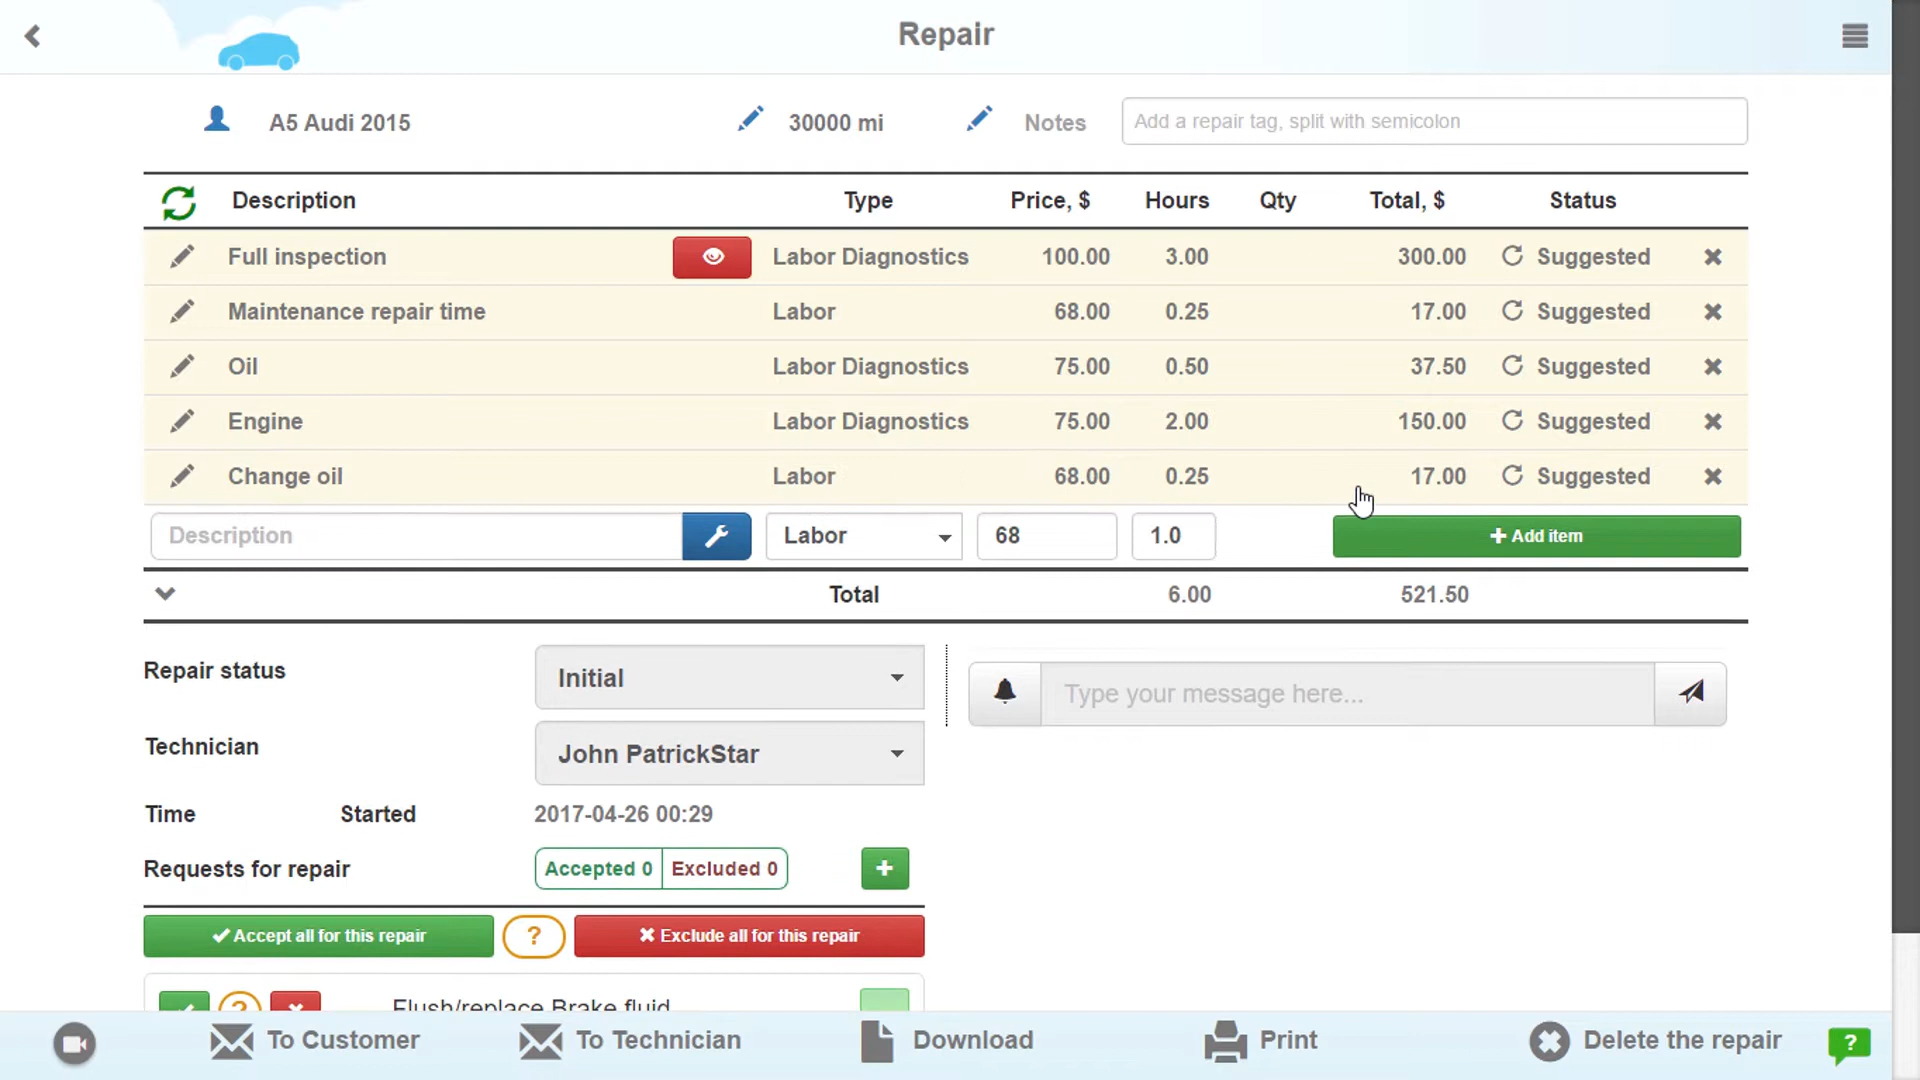 Repair
A5 Audi 2015
30000 mi
Notes
Add a repair tag, split with semicolon
Description Type Price, $ Hours Qty Total, $ Status
Full inspection Labor Diagnostics 100.00 3.00 300.00 Suggested
Maintenance repair time Labor 68.00 0.25 17.00 Suggested
Oil Labor Diagnostics 75.00 0.50 37.50 Suggested
Engine Labor Diagnostics 75.00 2.00 150.00 Suggested
Change oil Labor 68.00 0.25 17.00 Suggested
Description Labor 68 1.0 Add item
Total 6.00 521.50
Repair status Initial
Type your message here...
Technician John PatrickStar
Time Started 2017-04-26 00:29
Requests for repair Accepted 0 Excluded 0 +
Accept all for this repair ? Exclude all for this repair
? Flush/replace Brake fluid
To Customer To Technician Download Print Delete the repair ?